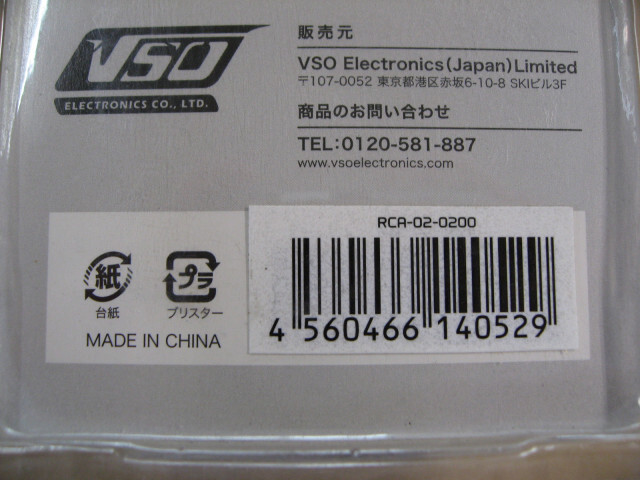 VSO
ELECTRONICS CO., LTD.
販売元
VSO Electronics(Japan)Limited
〒107-0052 東京都港区赤坂6-10-8 SKIビル3F
商品のお問い合わせ
TEL:0120-581-887
www.vsoelectronics.com
紙
台紙
プラ
ブリスター
MADE IN CHINA
RCA-02-0200
4 560466 140529